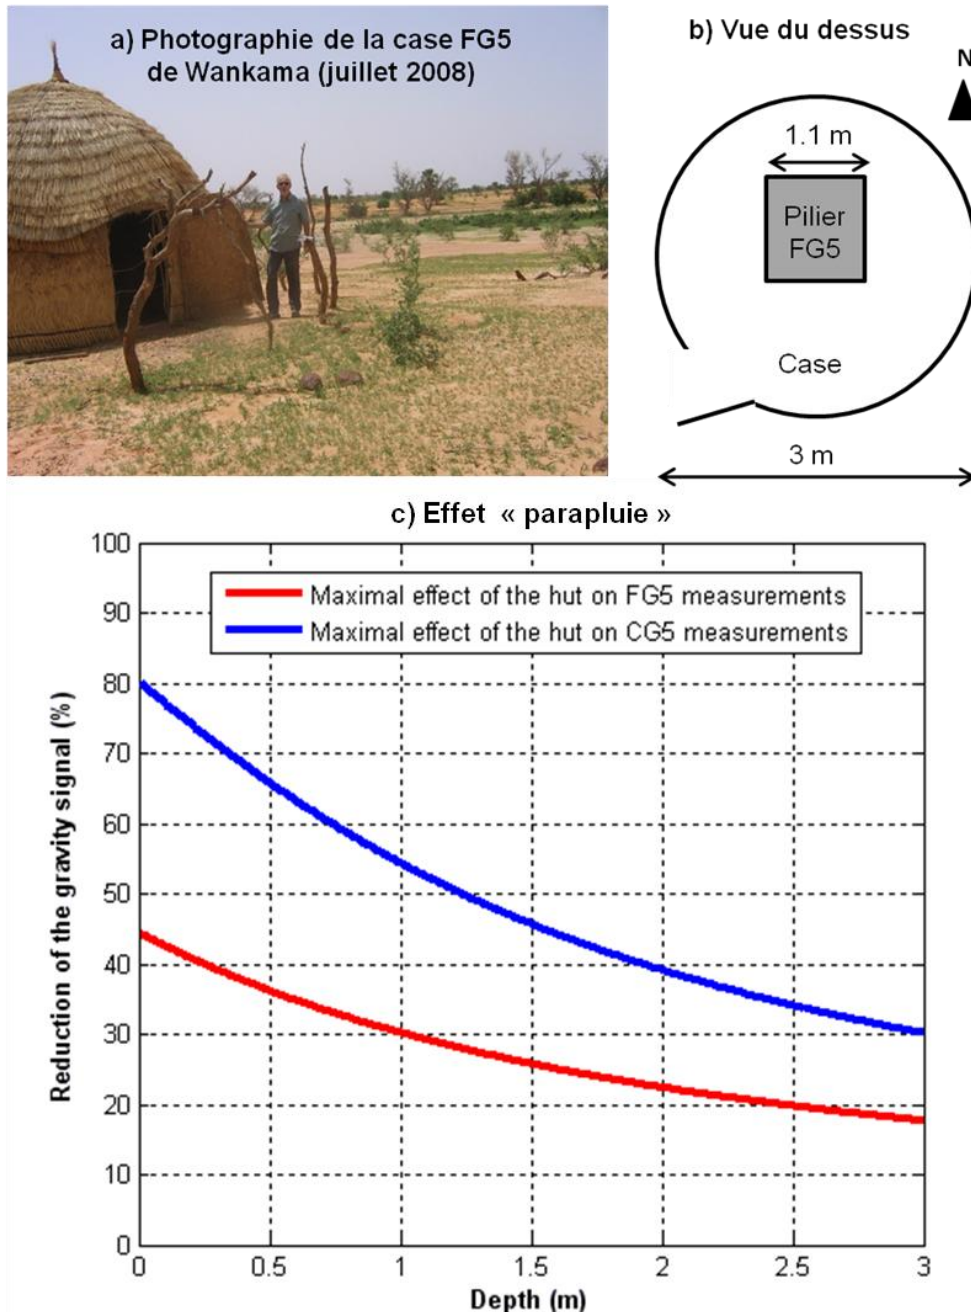 a) Photographie de la case FG5
de Wankama (juillet 2008)
b) Vue du dessus
N
1.1 m
Pilier
FG5
Case
3 m
c) Effet « parapluie »
Maximal effect of the hut on FG5 measurements
Maximal effect of the hut on CG5 measurements
Reduction of the gravity signal (%)
100
90
80
70
60
50
40
30
20
10
0
0
0.5
1
1.5
2
2.5
3
Depth (m)